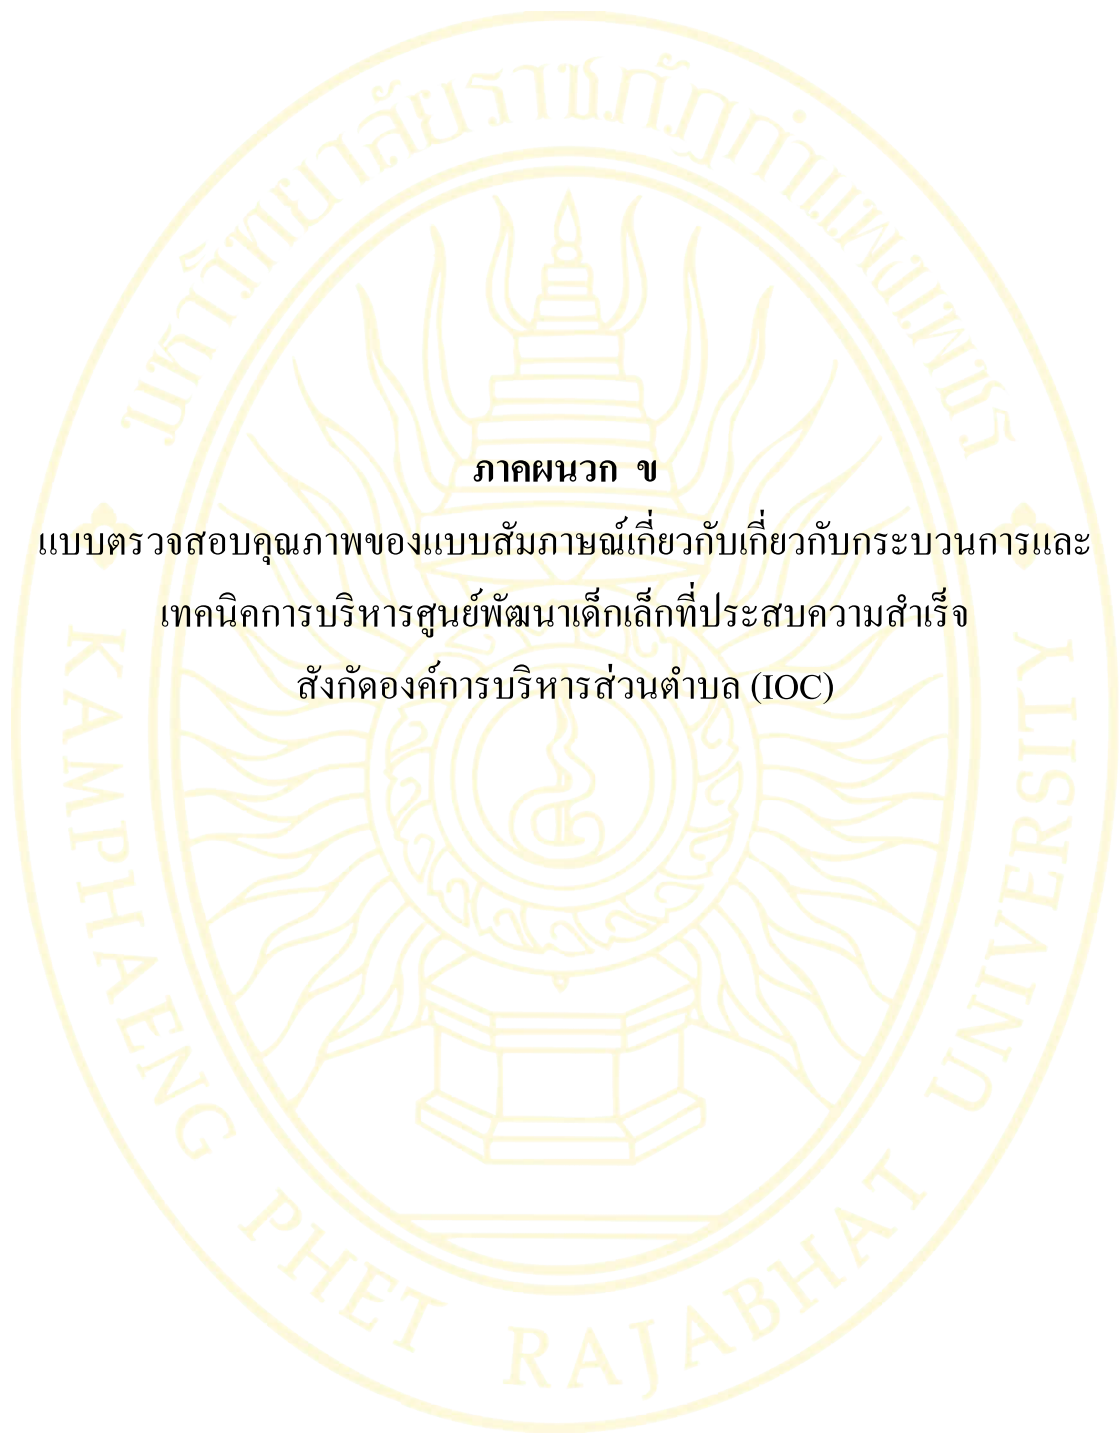 มหาวิทยาลัยราชภัฏกำแพงเพชร
ภาคผนวก ข
แบบตรวจสอบคุณภาพของแบบสัมภาษณ์เกี่ยวกับเกี่ยวกับกระบวนการและ
เทคนิคการบริหารศูนย์พัฒนาเด็กเล็กที่ประสบความสำเร็จ
สังกัดองค์การบริหารส่วนตำบล (IOC)
KAMPHAENG PHET RAJABHAT UNIVERSITY